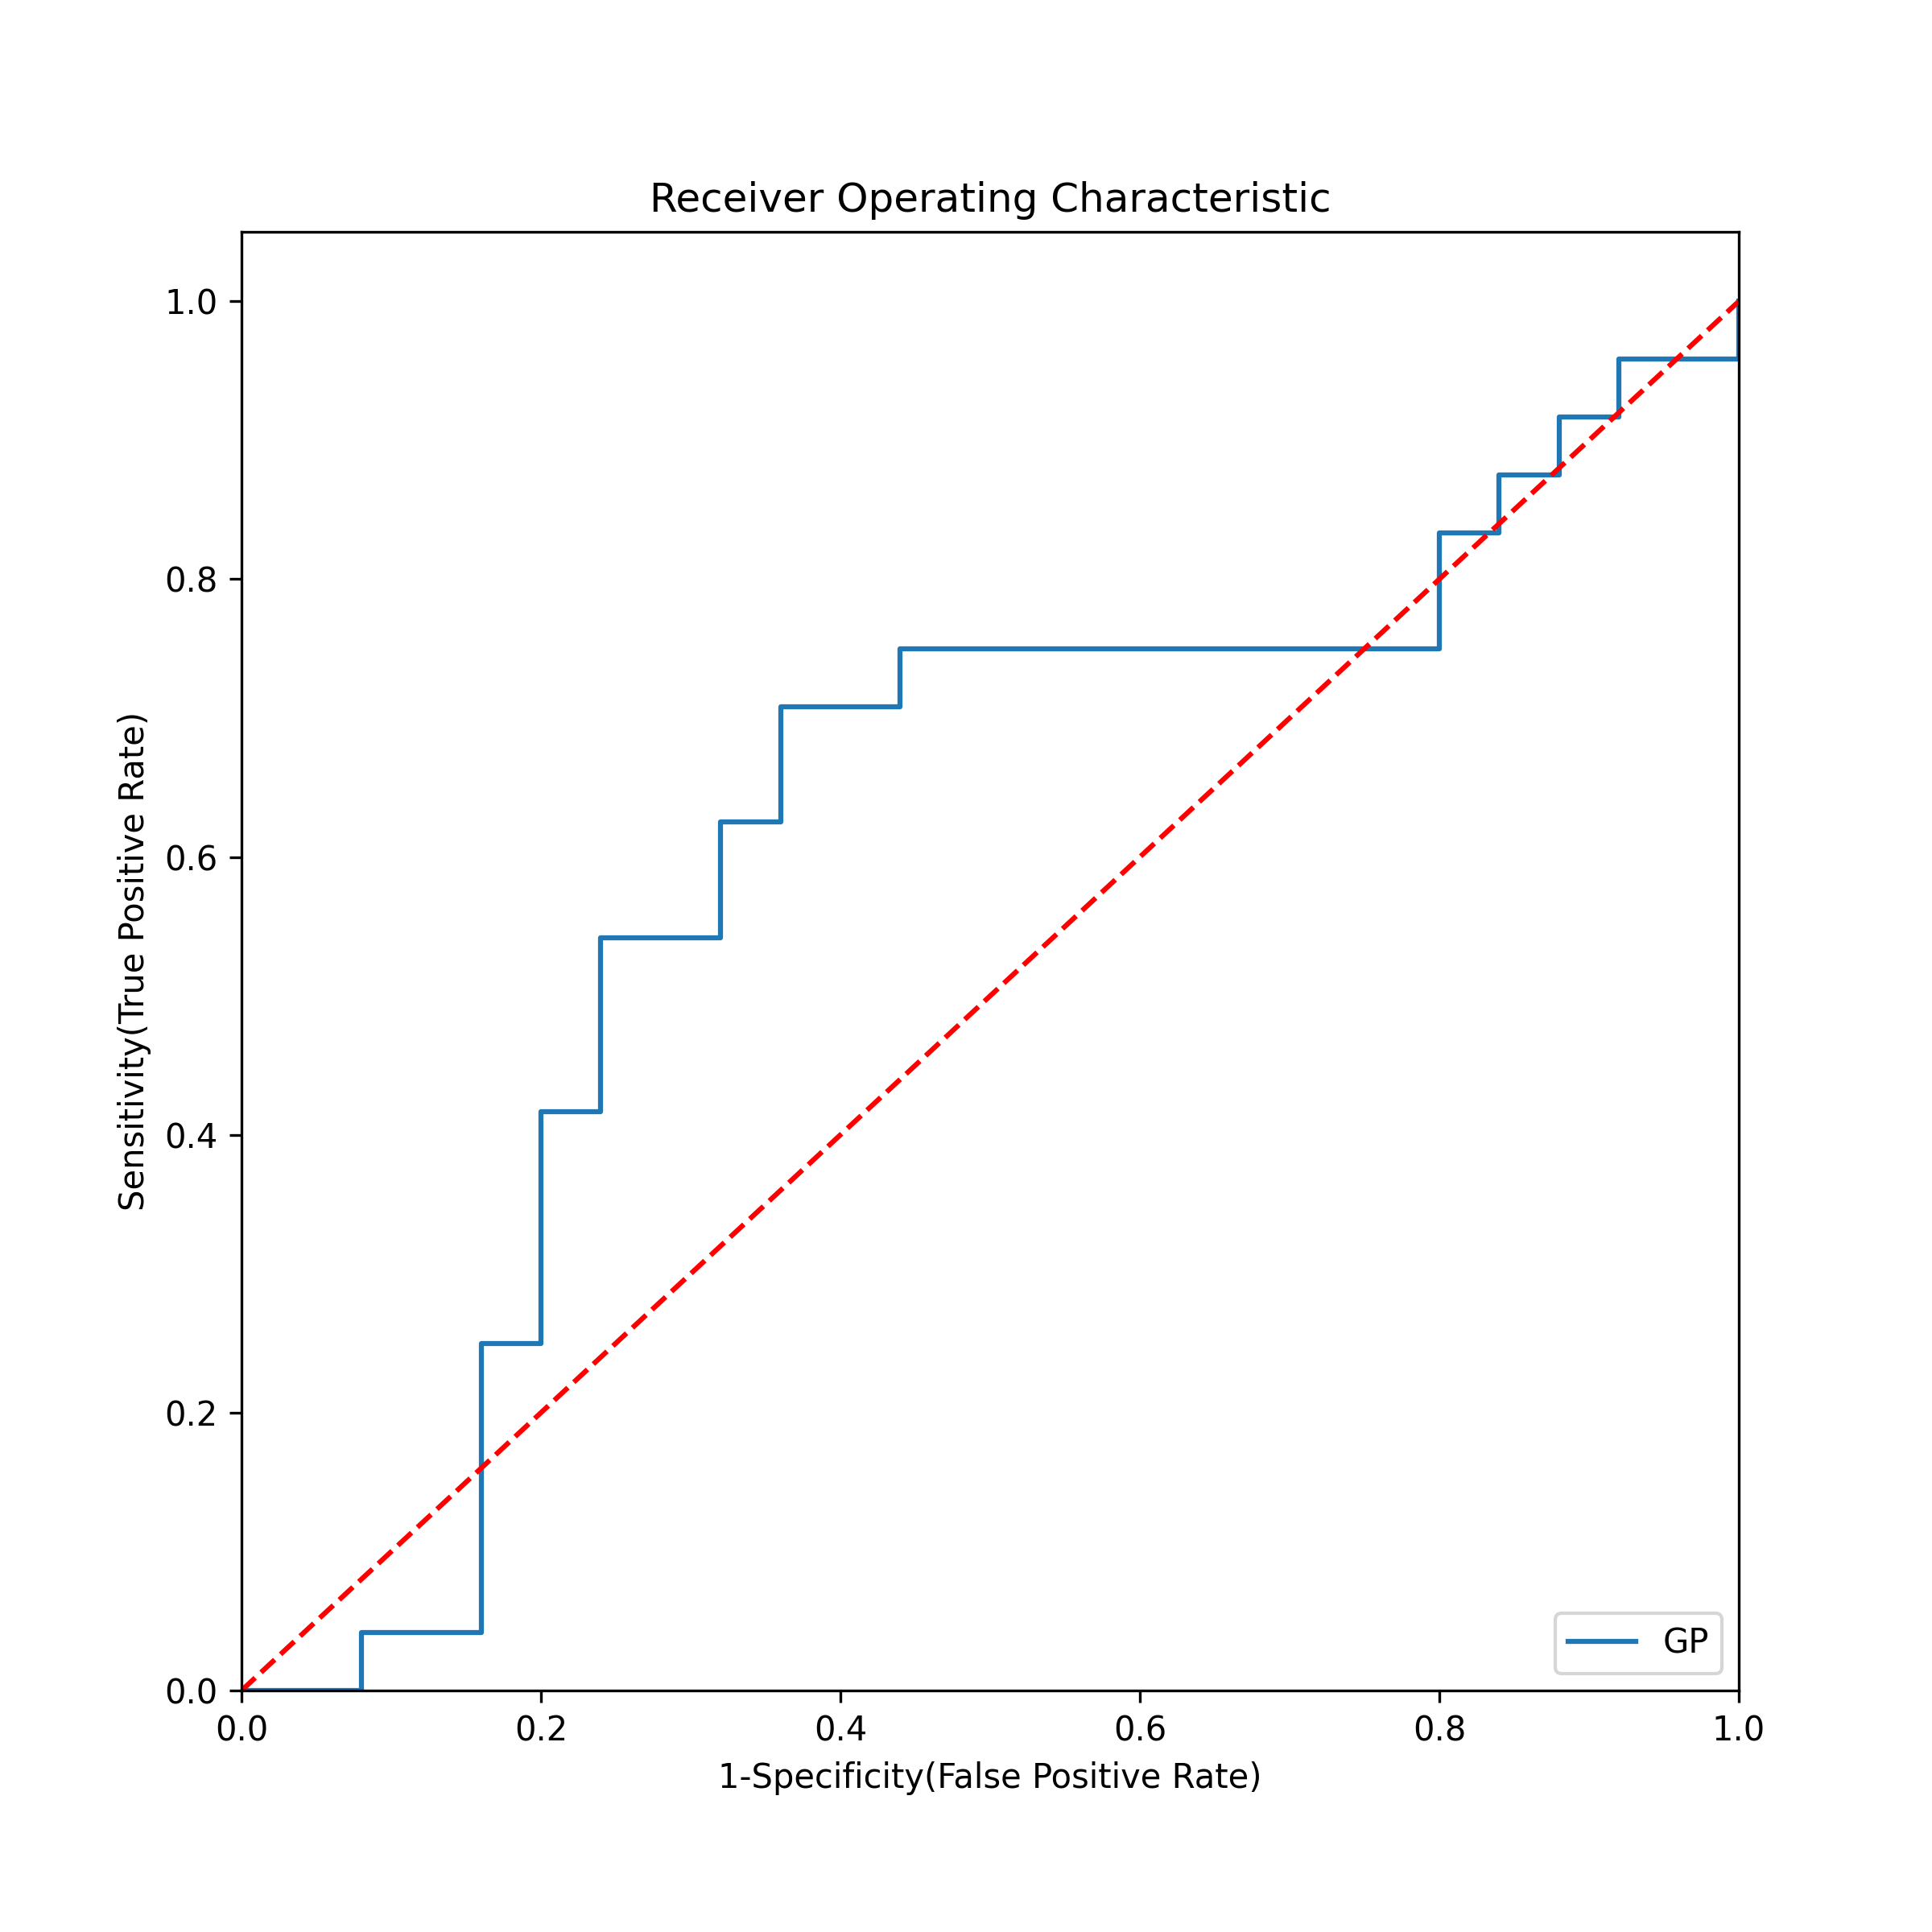 Receiver Operating Characteristic
1.0
0.8
0.6
0.4
0.2
0.0
Sensitivity(True Positive Rate)
0.0 0.2 0.4 0.6 0.8 1.0
1-Specificity(False Positive Rate)
GP